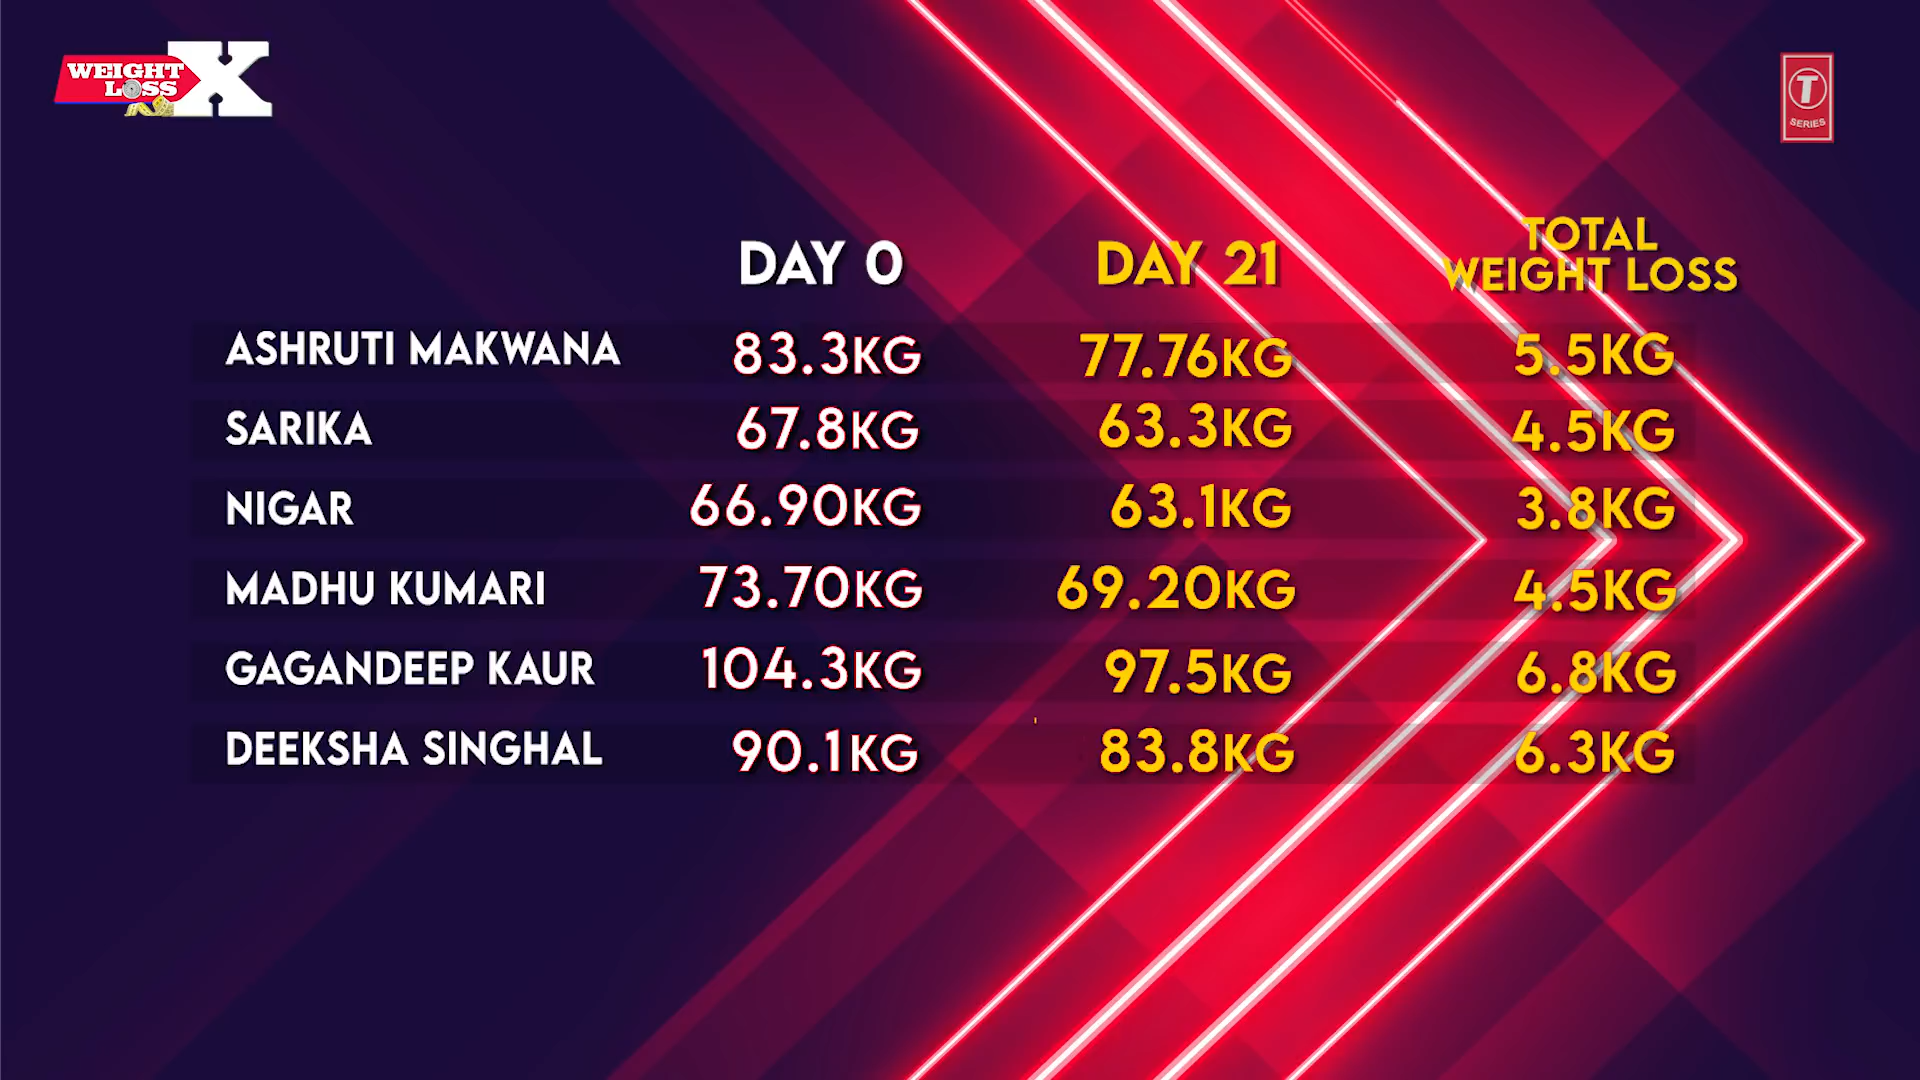 WEIGHT
LOSS X
T
SERIES
DAY 0 DAY 21 TOTAL
WEIGHT LOSS
ASHRUTI MAKWANA 83.3KG 77.76KG 5.5KG
SARIKA 67.8KG 63.3KG 4.5KG
NIGAR 66.90KG 63.1KG 3.8KG
MADHU KUMARI 73.70KG 69.20KG 4.5KG
GAGANDEEP KAUR 104.3KG 97.5KG 6.8KG
DEEKSHA SINGHAL 90.1KG 83.8KG 6.3KG